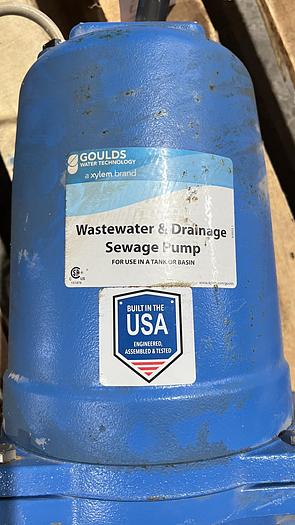 GOULDS
WATER TECHNOLOGY
a xylem brand
Wastewater & Drainage
Sewage Pump
FOR USE IN A TANK OR BASIN
BUILT IN THE
USA
ENGINEERED,
ASSEMBLED & TESTED